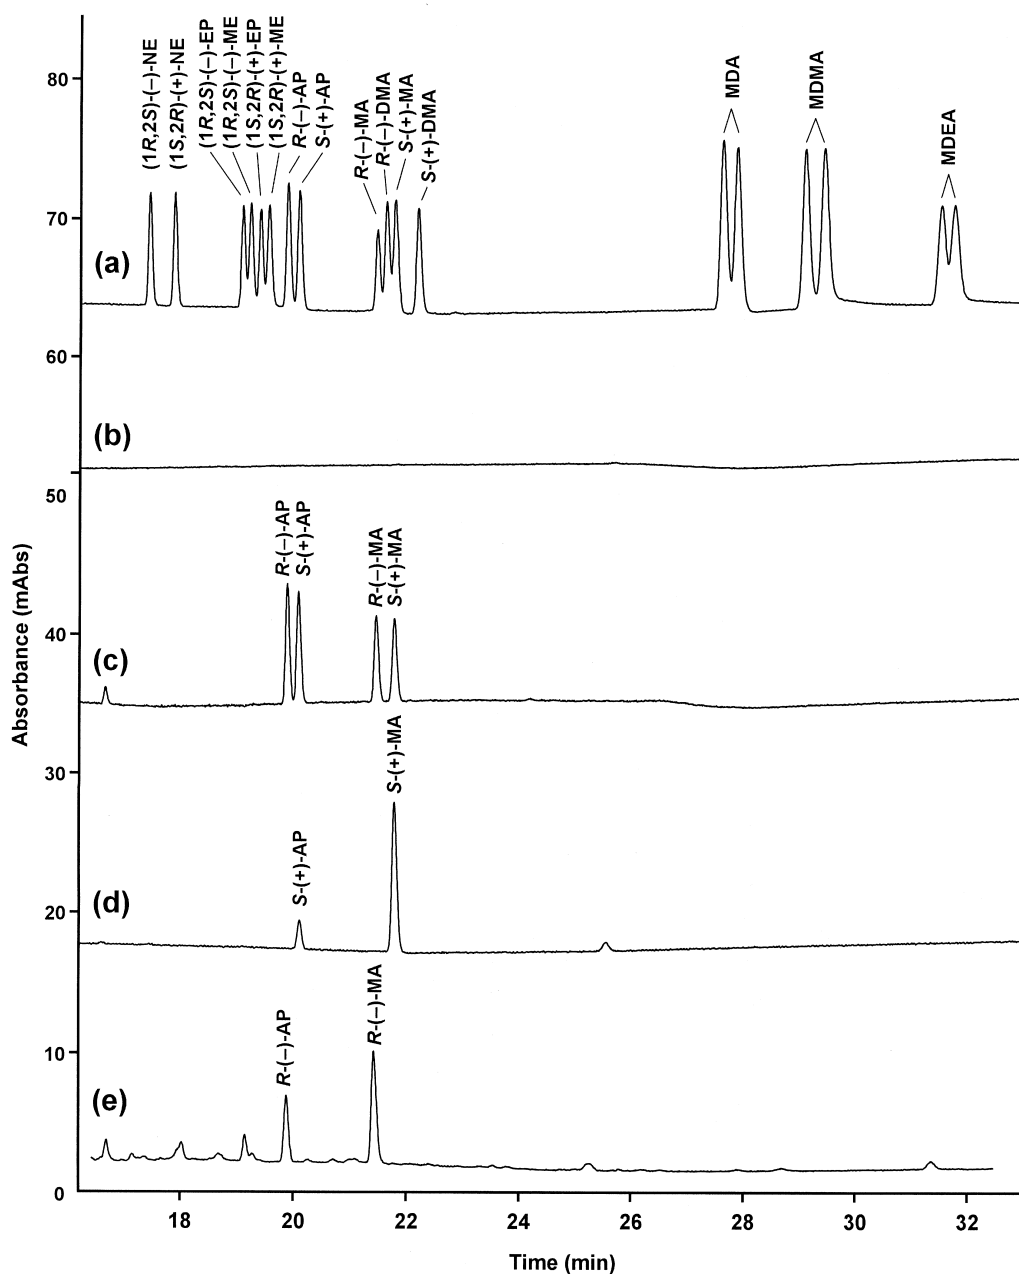 (1R,2S)-(–)-NE
(1S,2R)-(+)-NE
(1R,2S)-(–)-EP
(1R,2S)-(–)-ME
(1S,2R)-(+)-EP
(1S,2R)-(+)-ME
R-(–)-AP
S-(+)-AP
R-(–)-MA
R-(–)-DMA
S-(+)-MA
S-(+)-DMA
MDA
MDMA
MDEA
80
70
(a)
60
(b)
50
R-(–)-AP
S-(+)-AP
R-(–)-MA
S-(+)-MA
40
(c)
Absorbance (mAbs)
30
S-(+)-AP
S-(+)-MA
20
(d)
R-(–)-AP
R-(–)-MA
10
(e)
0
18
20
22
24
26
28
30
32
Time (min)